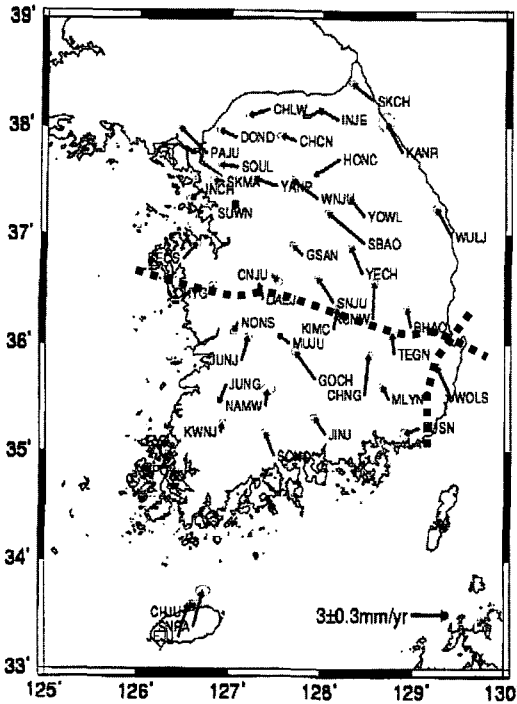 39'
SKCH
CHLW
INJE
38'
DOND
CHCN
KANR
PAJU
HONC
SOUL
SKMA
YANP
WNJU
SUWN
YOWL
37'
SBAO
WULJ
GSAN
YECH
CNJU
SNJU
NONS
KIMC
BHAO
36'
MUJU
JUNJ
TEGN
GOCH
JUNG
CHNG
MLYN
WOLS
NAMW
KWNJ
JINJ
35'
34'
CHJU
3±0.3mm/yr
33'
125'
126'
127'
128'
129'
130